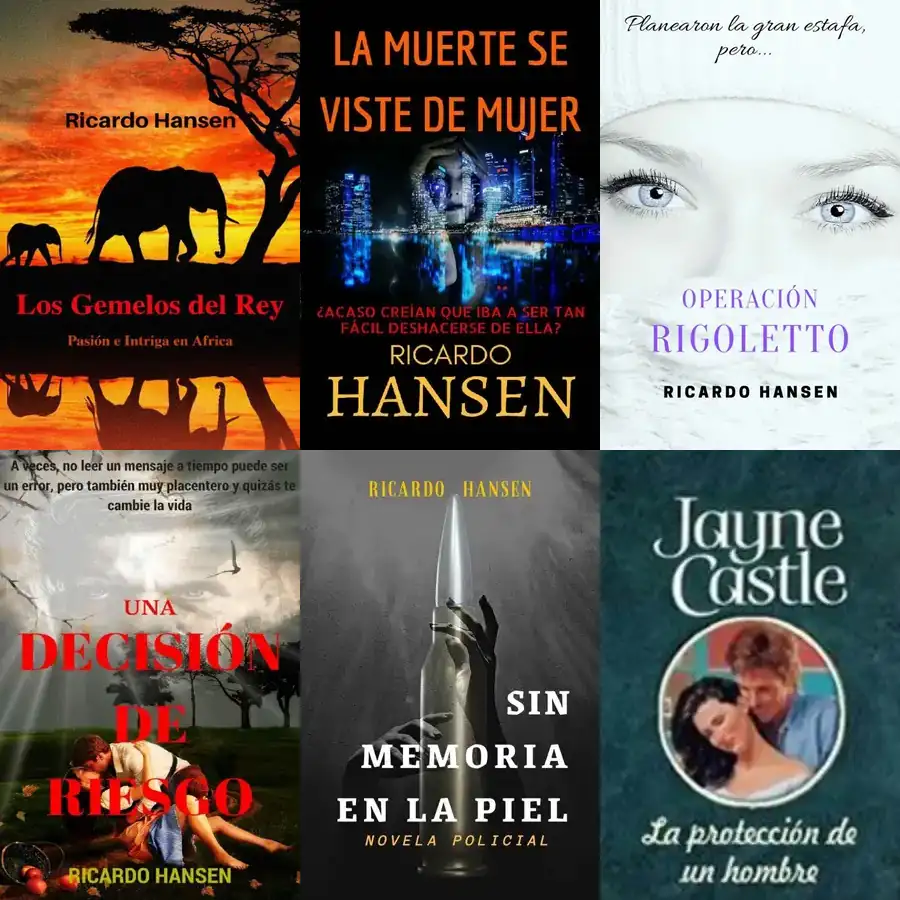 Ricardo Hansen
Los Gemelos del Rey
Pasión e Intriga en Africa
LA MUERTE SE
VISTE DE MUJER
¿ACASO CREÍAN QUE IBA A SER TAN
FÁCIL DESHACERSE DE ELLA?
RICARDO
HANSEN
Planearon la gran estafa,
pero...
OPERACIÓN
RIGOLETTO
RICARDO HANSEN
A veces, no leer un mensaje a tiempo puede ser
un error, pero también muy placentero y quizás te
cambie la vida
UNA
DECISIÓN
DE
RIESGO
RICARDO HANSEN
RICARDO HANSEN
SIN
MEMORIA
EN LA PIEL
NOVELA POLICIAL
Jayne
Castle
La protección de
un hombre